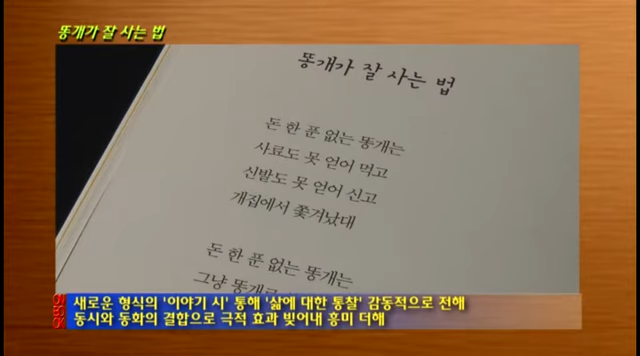 똥개가 잘 사는 법
똥개가 잘 사는 법
돈 한 푼 없는 똥개는
사료도 못 얻어 먹고
신발도 못 얻어 신고
개집에서 쫓겨났대
돈 한 푼 없는 똥개는
그냥
새로운 형식의 '이야기 시' 통해 '삶에 대한 통찰' 감동적으로 전해
동시와 동화의 결합으로 극적 효과 빚어내 흥미 더해